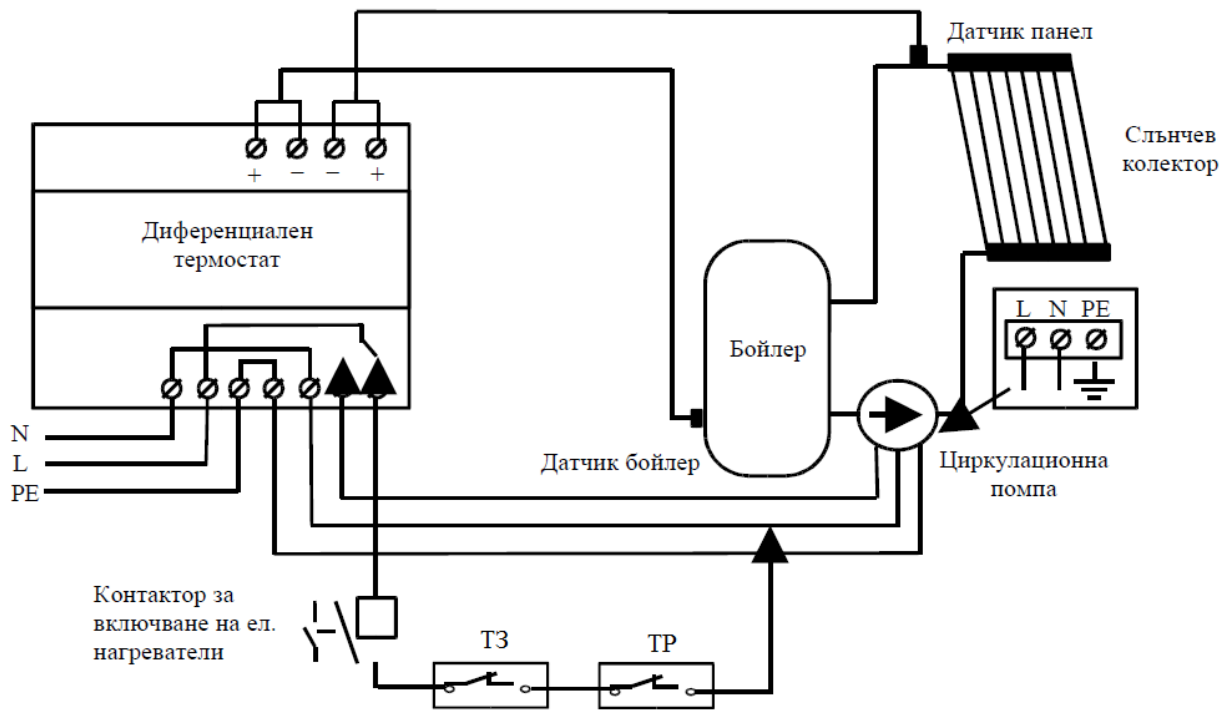 Датчик панел
Слънчев
колектор
+ − − +
Диференциален
термостат
L N PE
Бойлер
N
L
PE
Датчик бойлер
Циркулационна
помпа
Контактор за
включване на ел.
нагреватели
ТЗ
ТР